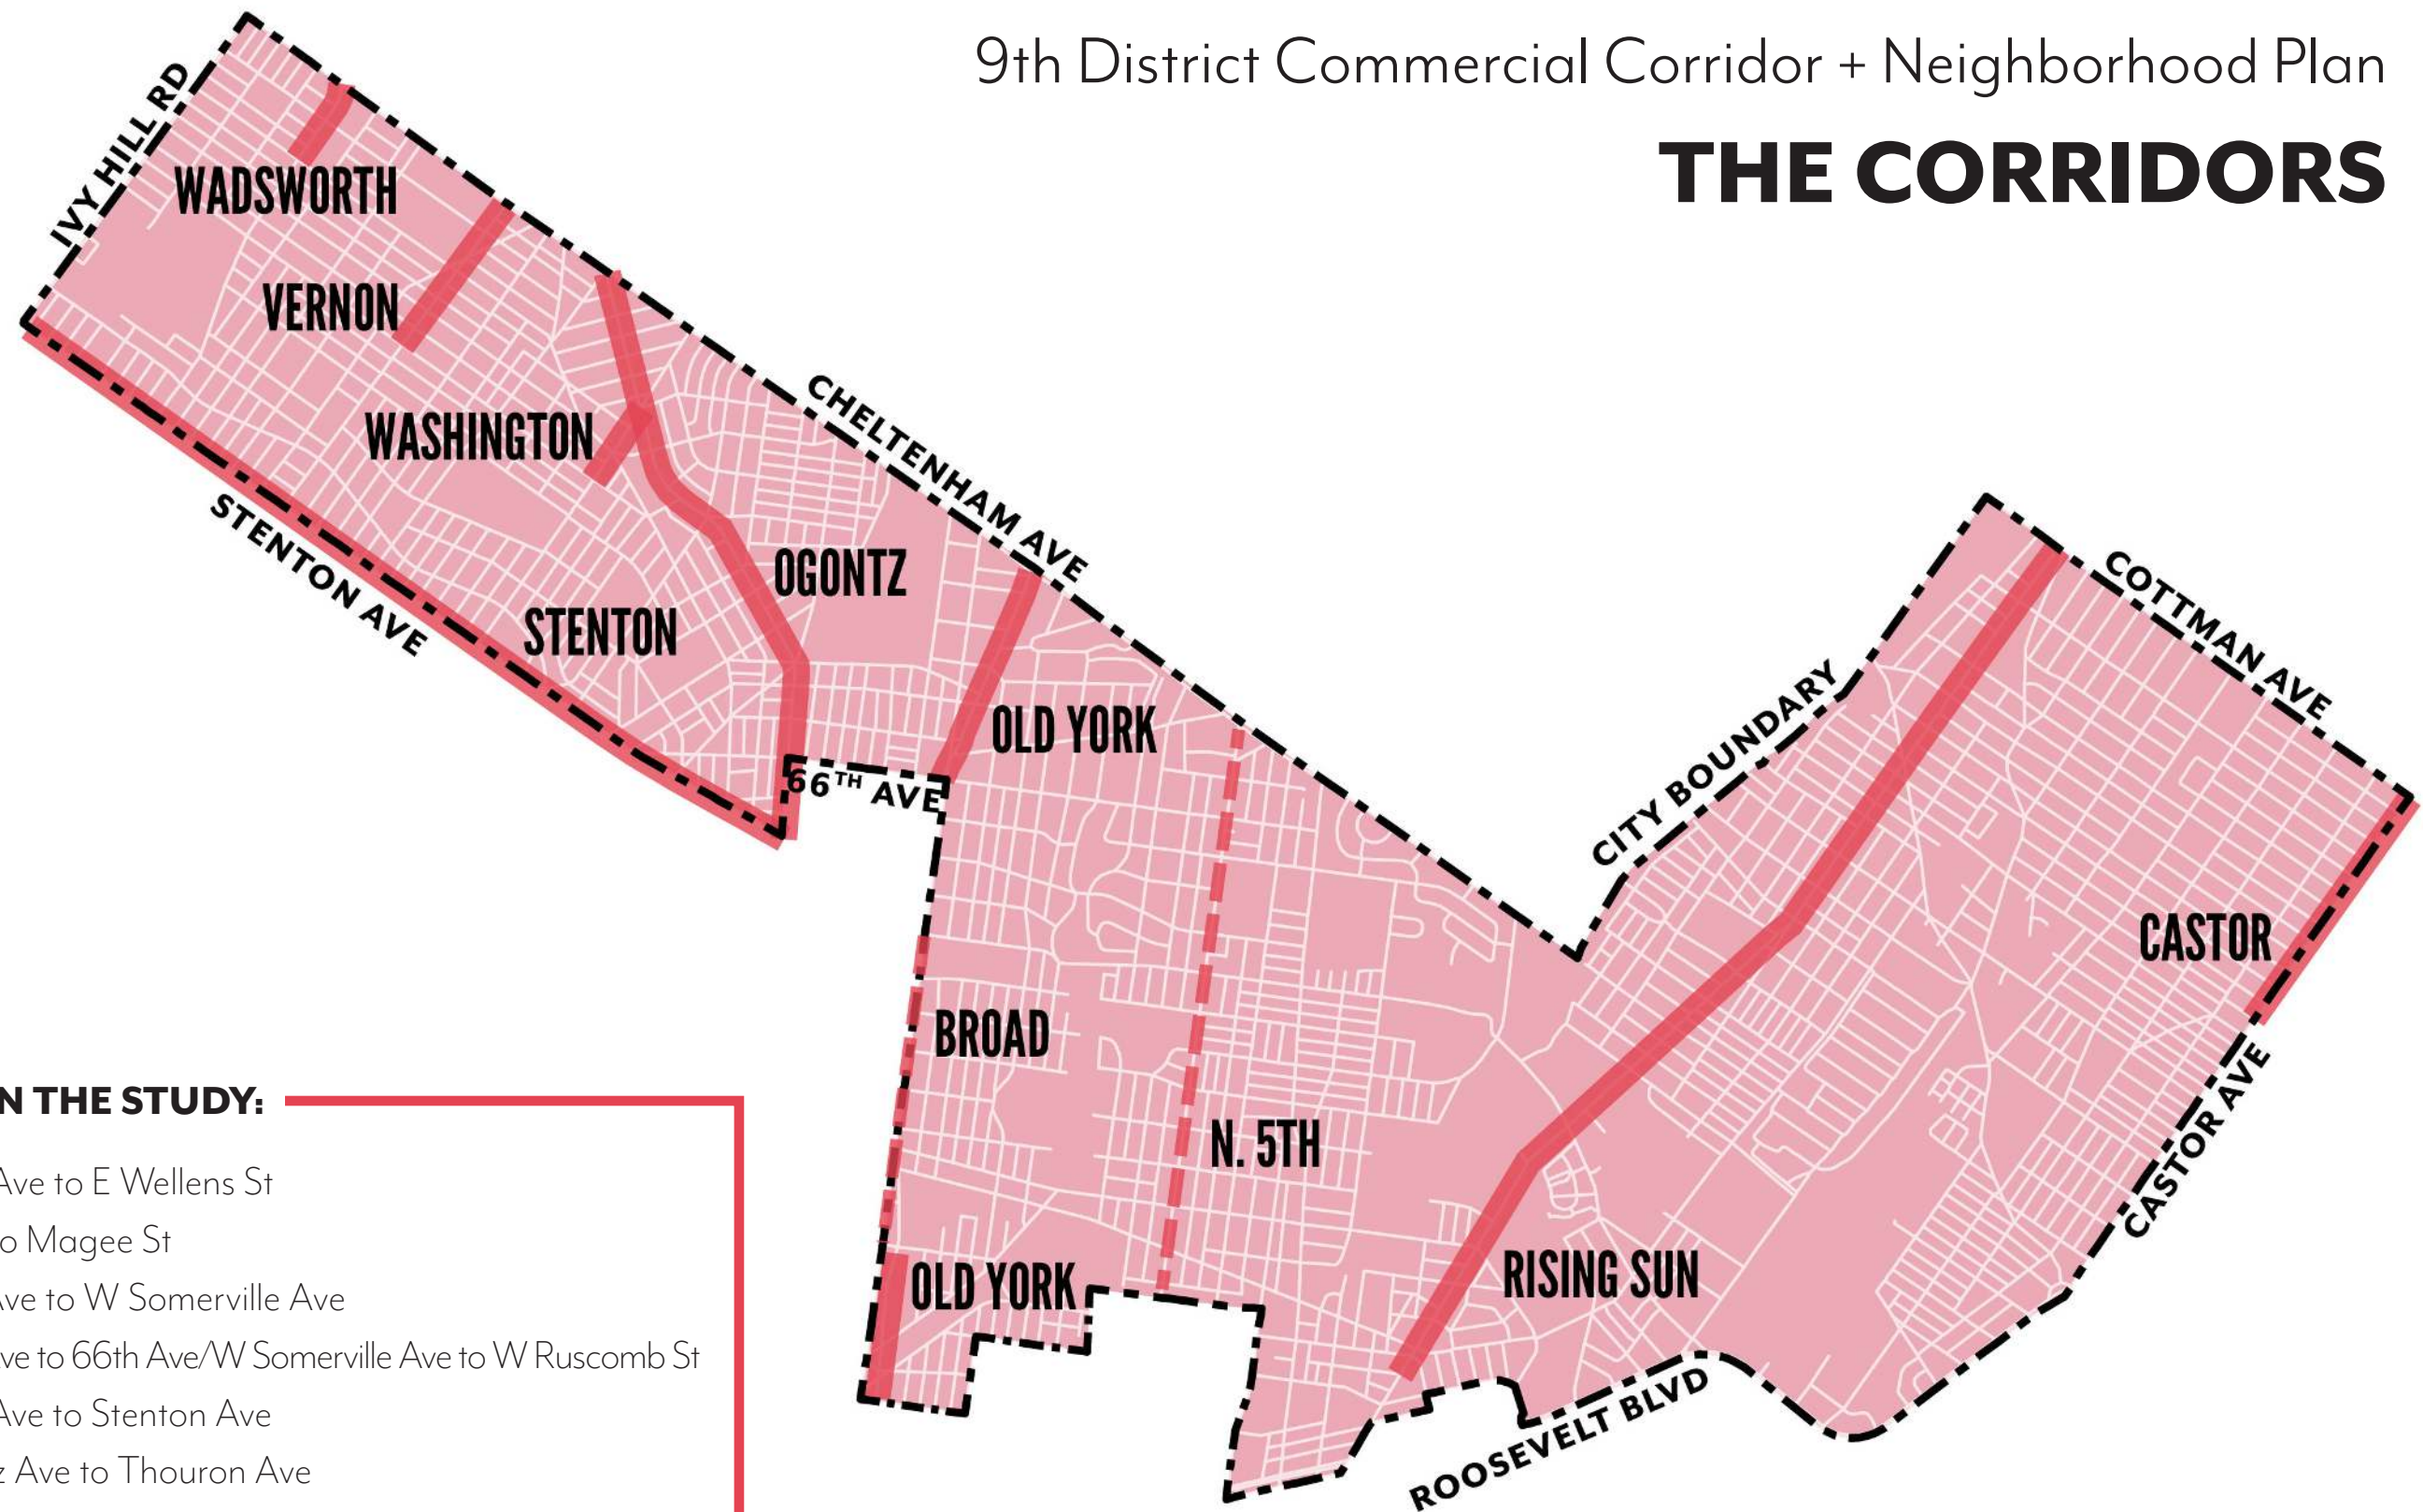 9th District Commercial Corridor + Neighborhood Plan
THE CORRIDORS
IVY HILL RD
WADSWORTH
VERNON
WASHINGTON
CHELTENHAM AVE
STENTON AVE
OGONTZ
STENTON
OLD YORK
66TH AVE
COTTMAN AVE
CITY BOUNDARY
CASTOR
BROAD
N. 5TH
CASTOR AVE
OLD YORK
RISING SUN
ROOSEVELT BLVD
N THE STUDY:
Ave to E Wellens St
o Magee St
Ave to W Somerville Ave
ve to 66th Ave/W Somerville Ave to W Ruscomb St
Ave to Stenton Ave
z Ave to Thouron Ave